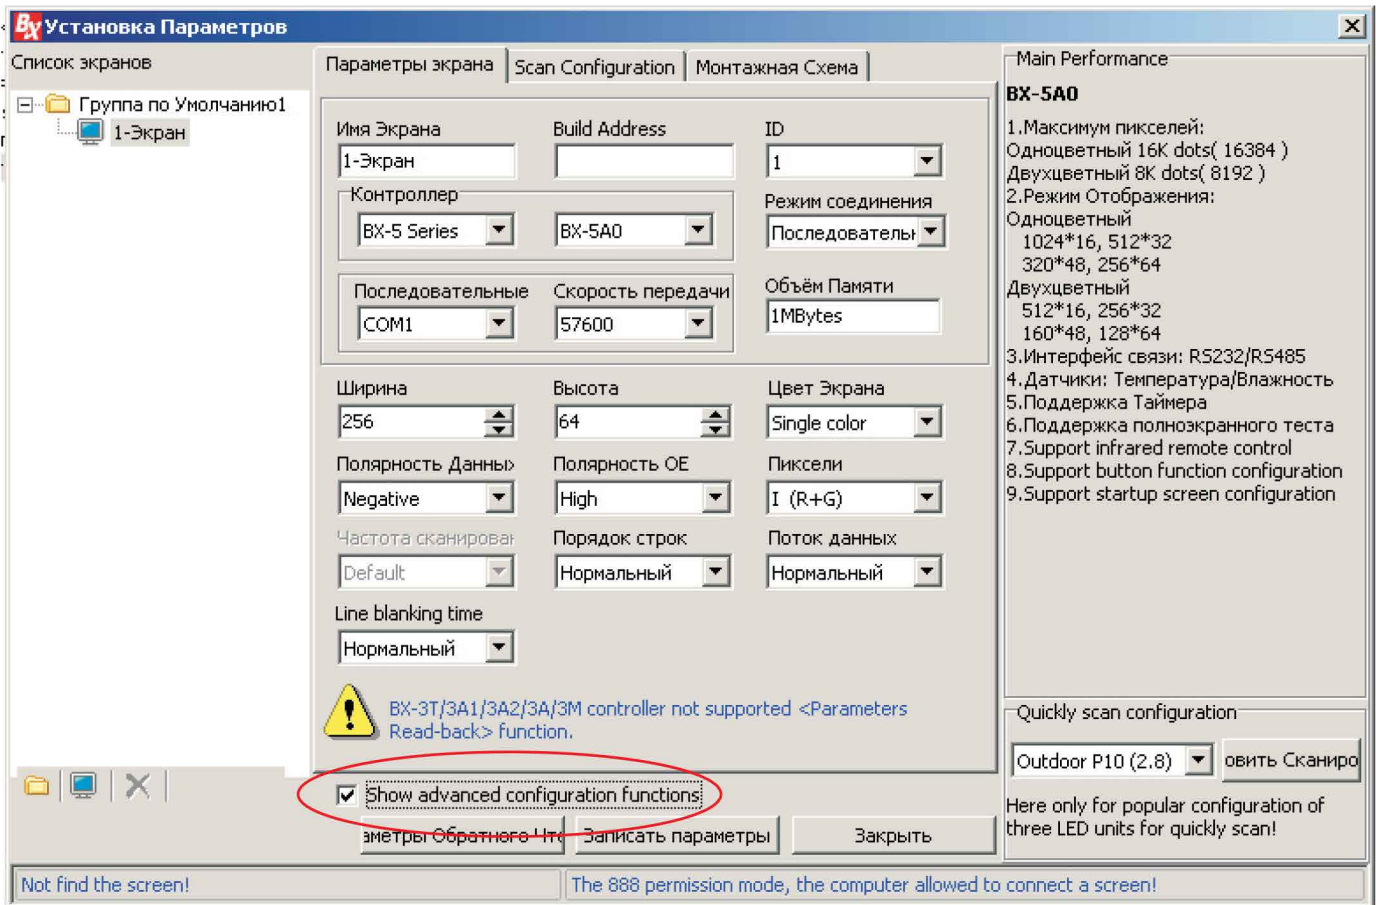 BX Установка Параметров
Список экранов
Группа по Умолчанию1
1-Экран
Параметры экрана
Scan Configuration
Монтажная Схема
Имя Экрана
Build Address
ID
1-Экран
1
Контроллер
BX-5 Series
BX-5A0
Режим соединения
Последователь
Последовательные
Скорость передачи
COM1
57600
Объём Памяти
1MBytes
Ширина
Высота
Цвет Экрана
256
64
Single color
Полярность Данны
Полярность OE
Пиксели
Negative
High
I (R+G)
Частота сканирова
Порядок строк
Поток данных
Default
Нормальный
Нормальный
Line blanking time
Нормальный
BX-3T/3A1/3A2/3A/3M controller not supported <Parameters
Read-back> function.
Show advanced configuration functions
аметры Обратного Чте
Записать параметры
Закрыть
Main Performance
BX-5A0
1.Максимум пикселей:
Одноцветный 16K dots( 16384 )
Двухцветный 8K dots( 8192 )
2.Режим Отображения:
Одноцветный
1024*16, 512*32
320*48, 256*64
Двухцветный
512*16, 256*32
160*48, 128*64
3.Интерфейс связи: RS232/RS485
4.Датчики: Температура/Влажность
5.Поддержка Таймера
6.Поддержка полноэкранного теста
7.Support infrared remote control
8.Support button function configuration
9.Support startup screen configuration
Quickly scan configuration
Outdoor P10 (2.8)
овить Сканиро
Here only for popular configuration of
three LED units for quickly scan!
Not find the screen!
The 888 permission mode, the computer allowed to connect a screen!